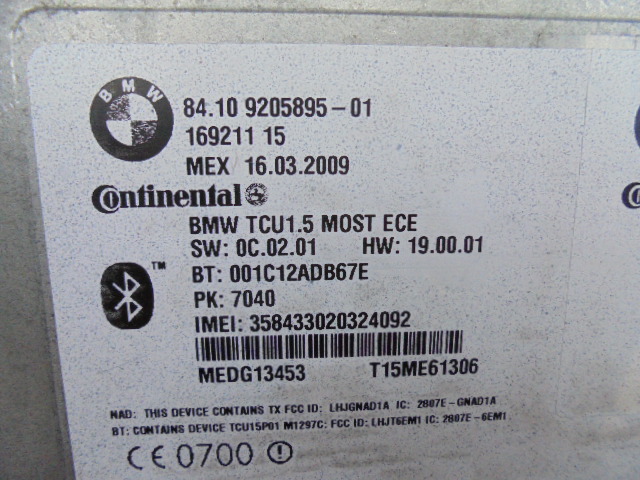 BMW
84.10 9205895-01
169211 15
MEX 16.03.2009
Continental
BMW TCU1.5 MOST ECE
SW: 0C.02.01 HW: 19.00.01
BT: 001C12ADB67E
™
PK: 7040
IMEI: 358433020324092
MEDG13453 T15ME61306
NAD: THIS DEVICE CONTAINS TX FCC ID: LHJGNAD1A IC: 2807E-GNAD1A
BT: CONTAINS DEVICE TCU15P01 M1297C; FCC ID: LHJT6EM1 IC: 2807E-6EM1
CE 0700